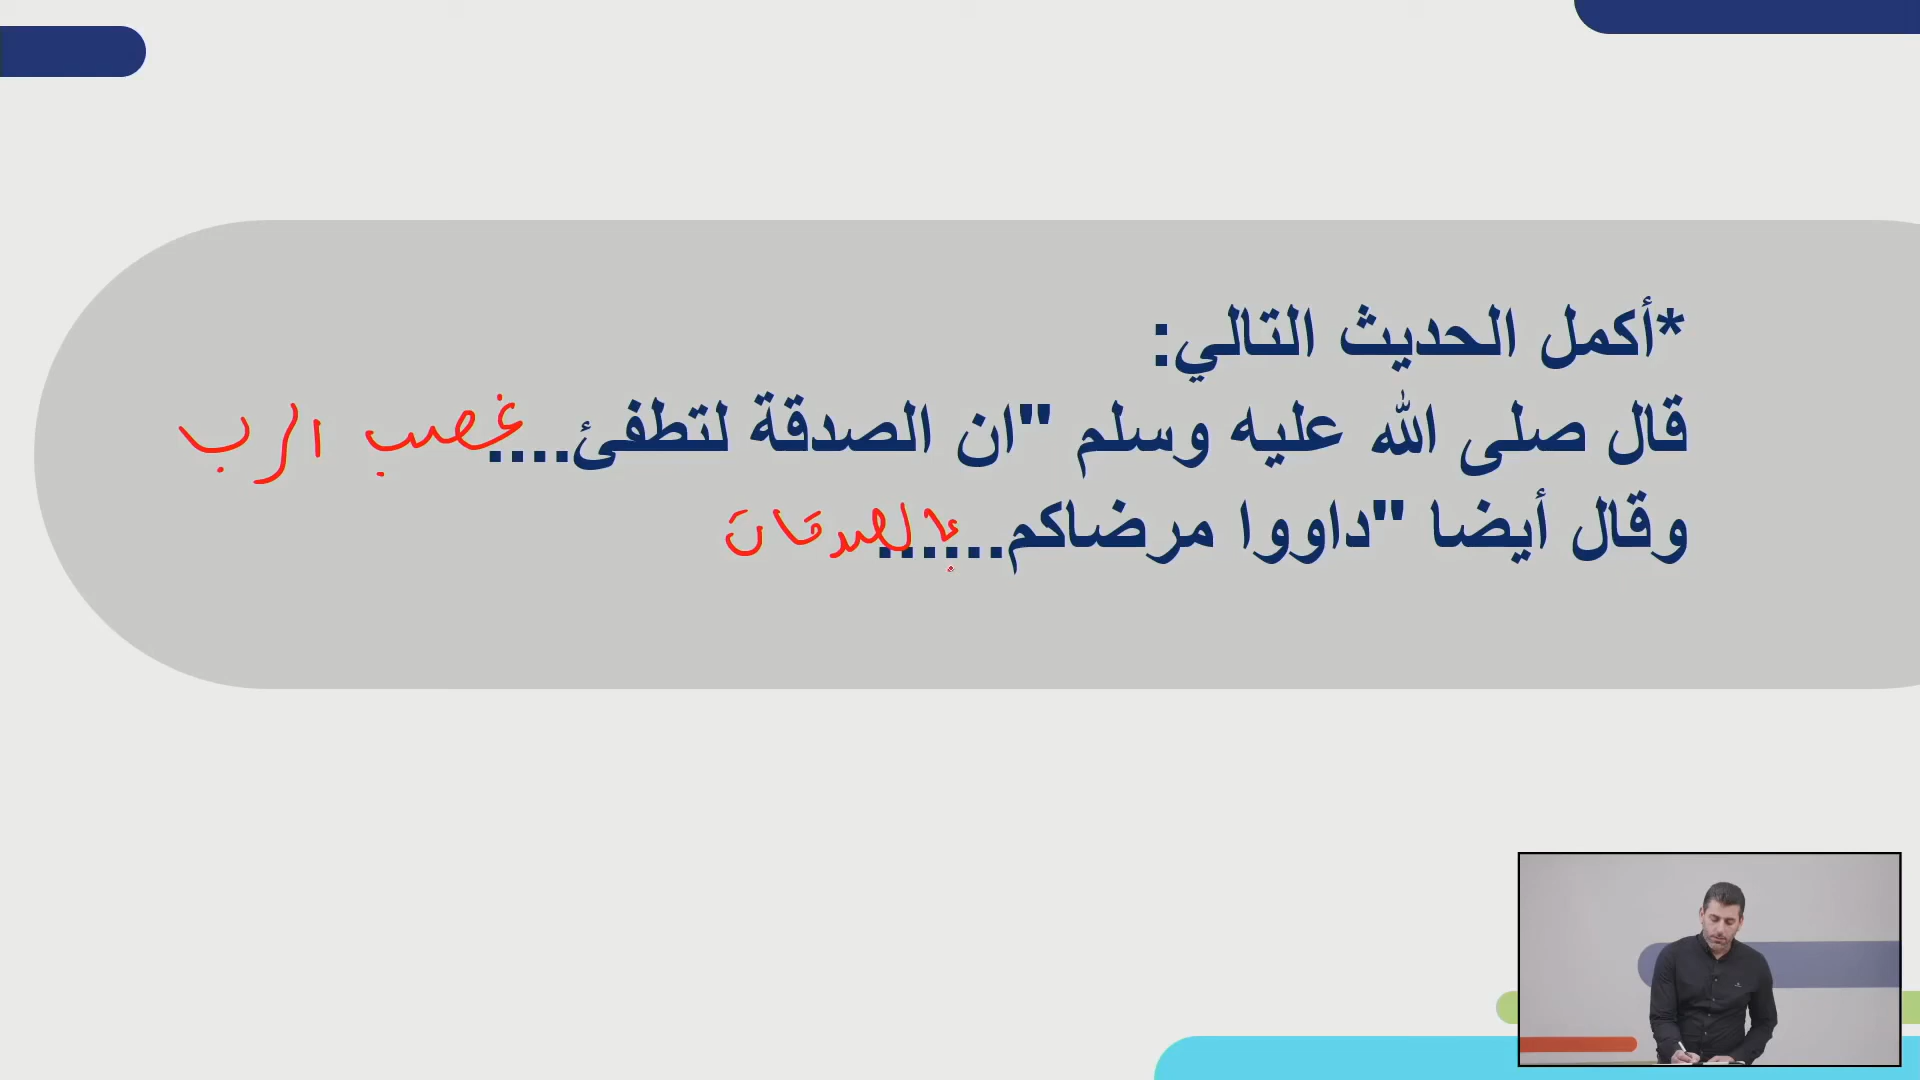 *أكمل الحديث التالي:
قال صلى الله عليه وسلم "ان الصدقة لتطفئ.... غضب الرب
وقال أيضا "داووا مرضاكم...... بالصدقات